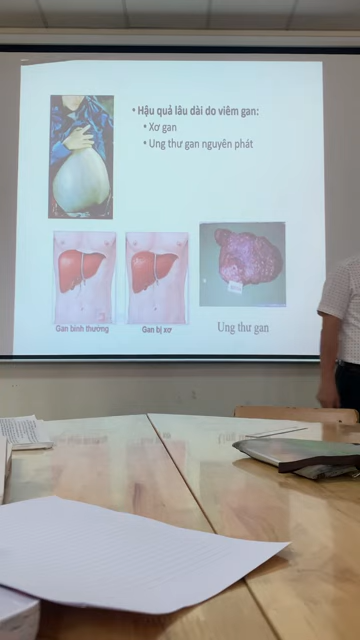 • Hậu quả lâu dài do viêm gan:
• Xơ gan
• Ung thư gan nguyên phát
Gan bình thường
Gan bị xơ
Ung thư gan